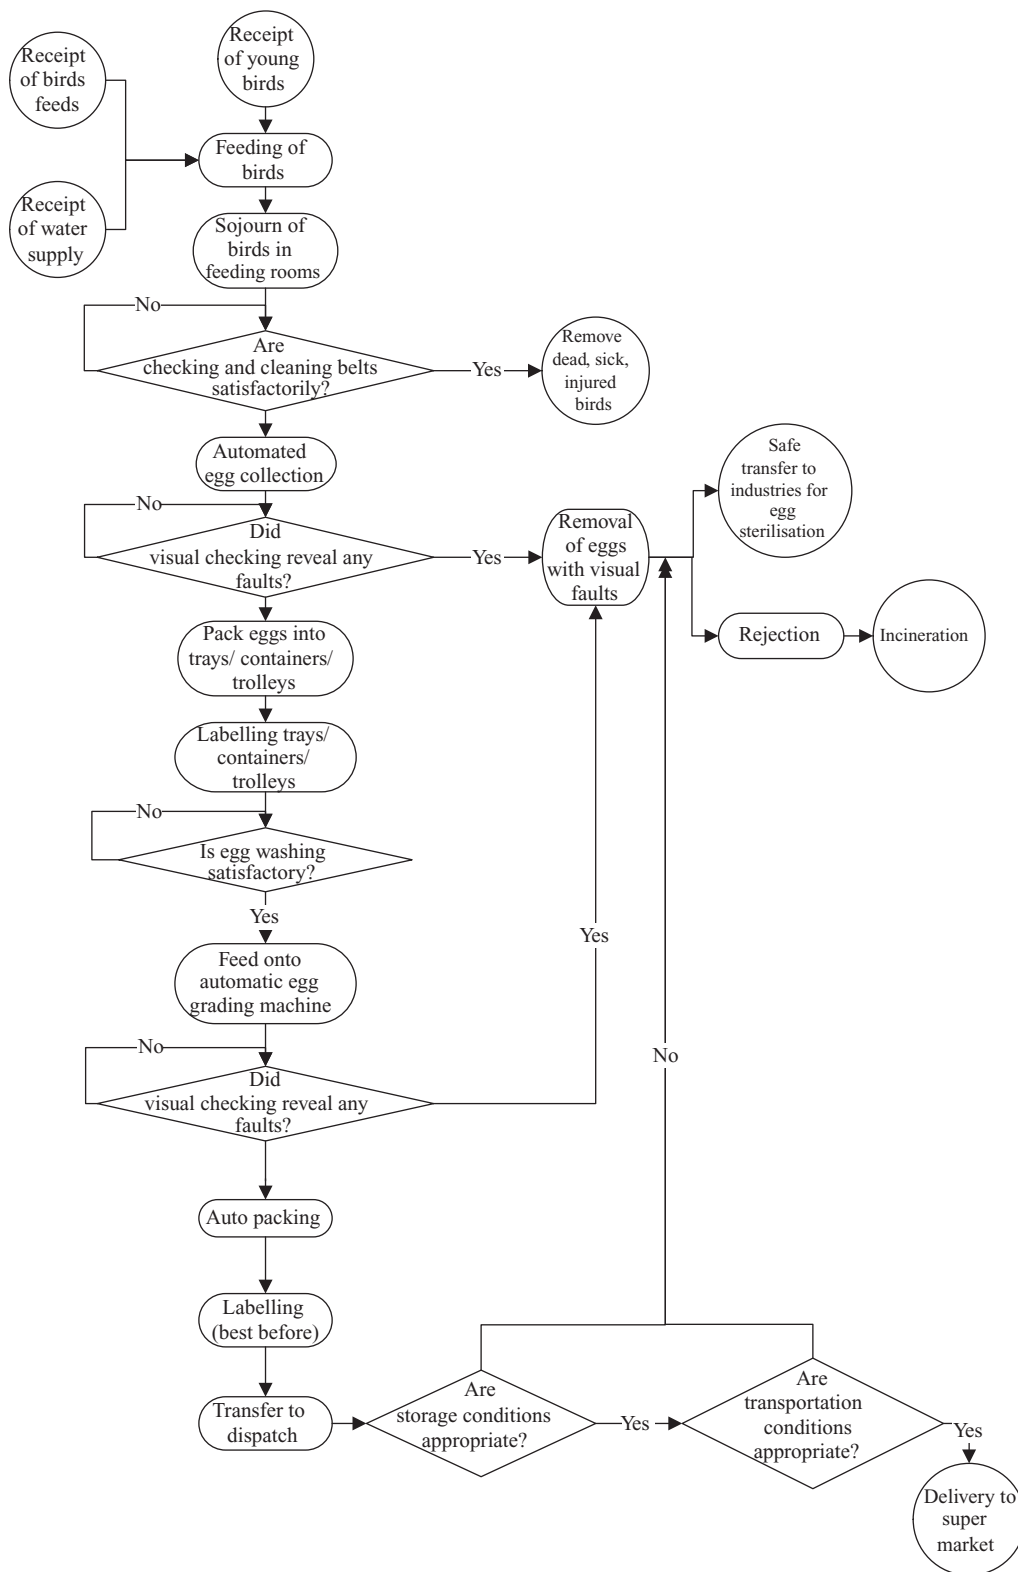 Receipt
of young
birds
Receipt
of birds
feeds
Feeding of
birds
Receipt
of water
supply
Sojourn of
birds in
feeding rooms
No
Are
checking and cleaning belts
satisfactorily?
Yes
Remove
dead, sick,
injured
birds
Automated
egg collection
No
Did
visual checking reveal any
faults?
Yes
Removal
of eggs
with visual
faults
Safe
transfer to
industries for
egg
sterilisation
Rejection
Incineration
Pack eggs into
trays/ containers/
trolleys
Labelling trays/
containers/
trolleys
No
Is egg washing
satisfactory?
Yes
Feed onto
automatic egg
grading machine
Yes
No
No
Did
visual checking reveal any
faults?
Auto packing
Labelling
(best before)
Transfer to
dispatch
Are
storage conditions
appropriate?
Yes
Are
transportation
conditions
appropriate?
Yes
Delivery to
super
market